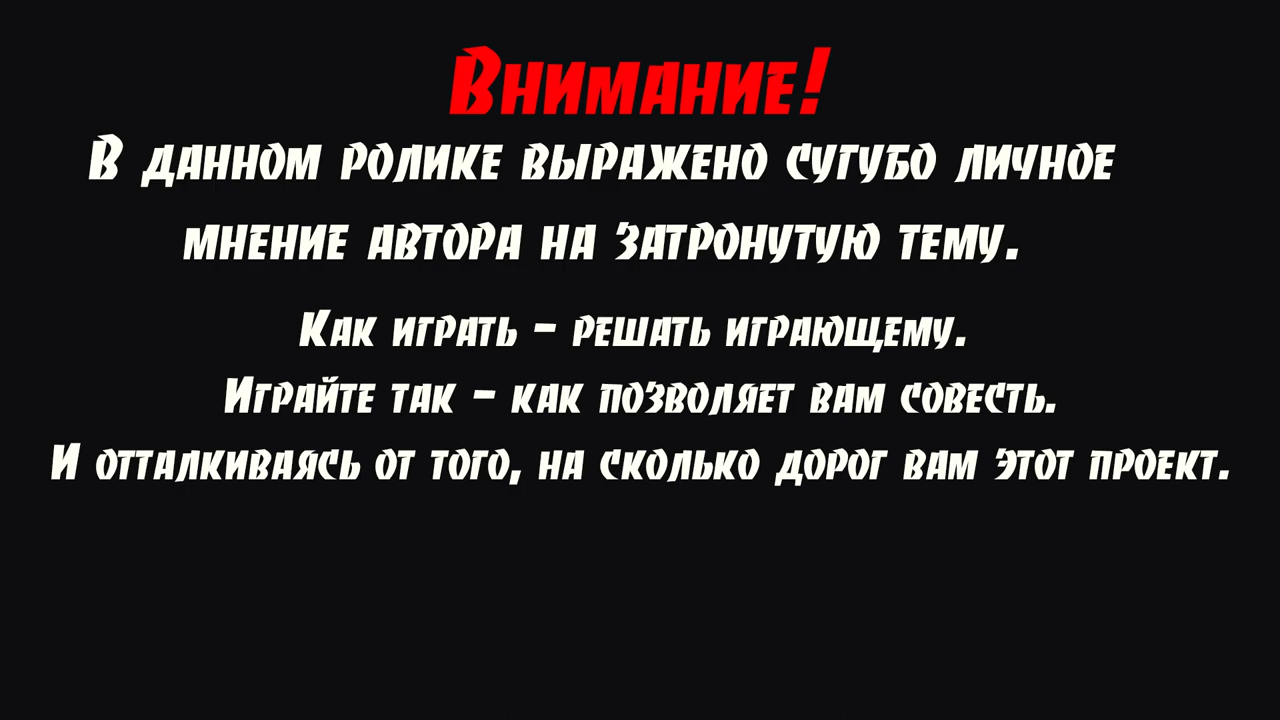 Внимание!
В данном ролике выражено сугубо личное
мнение автора на затронутую тему.
Как играть - решать играющему.
Играйте так - как позволяет вам совесть.
И отталкиваясь от того, на сколько дорог вам этот проект.